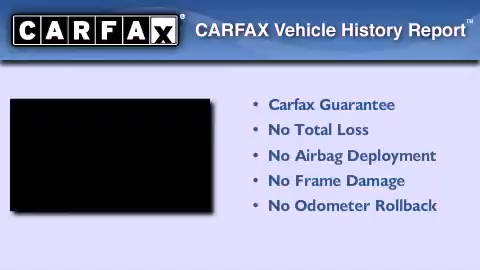 CARFAX® CARFAX Vehicle History Report™
• Carfax Guarantee
• No Total Loss
• No Airbag Deployment
• No Frame Damage
• No Odometer Rollback